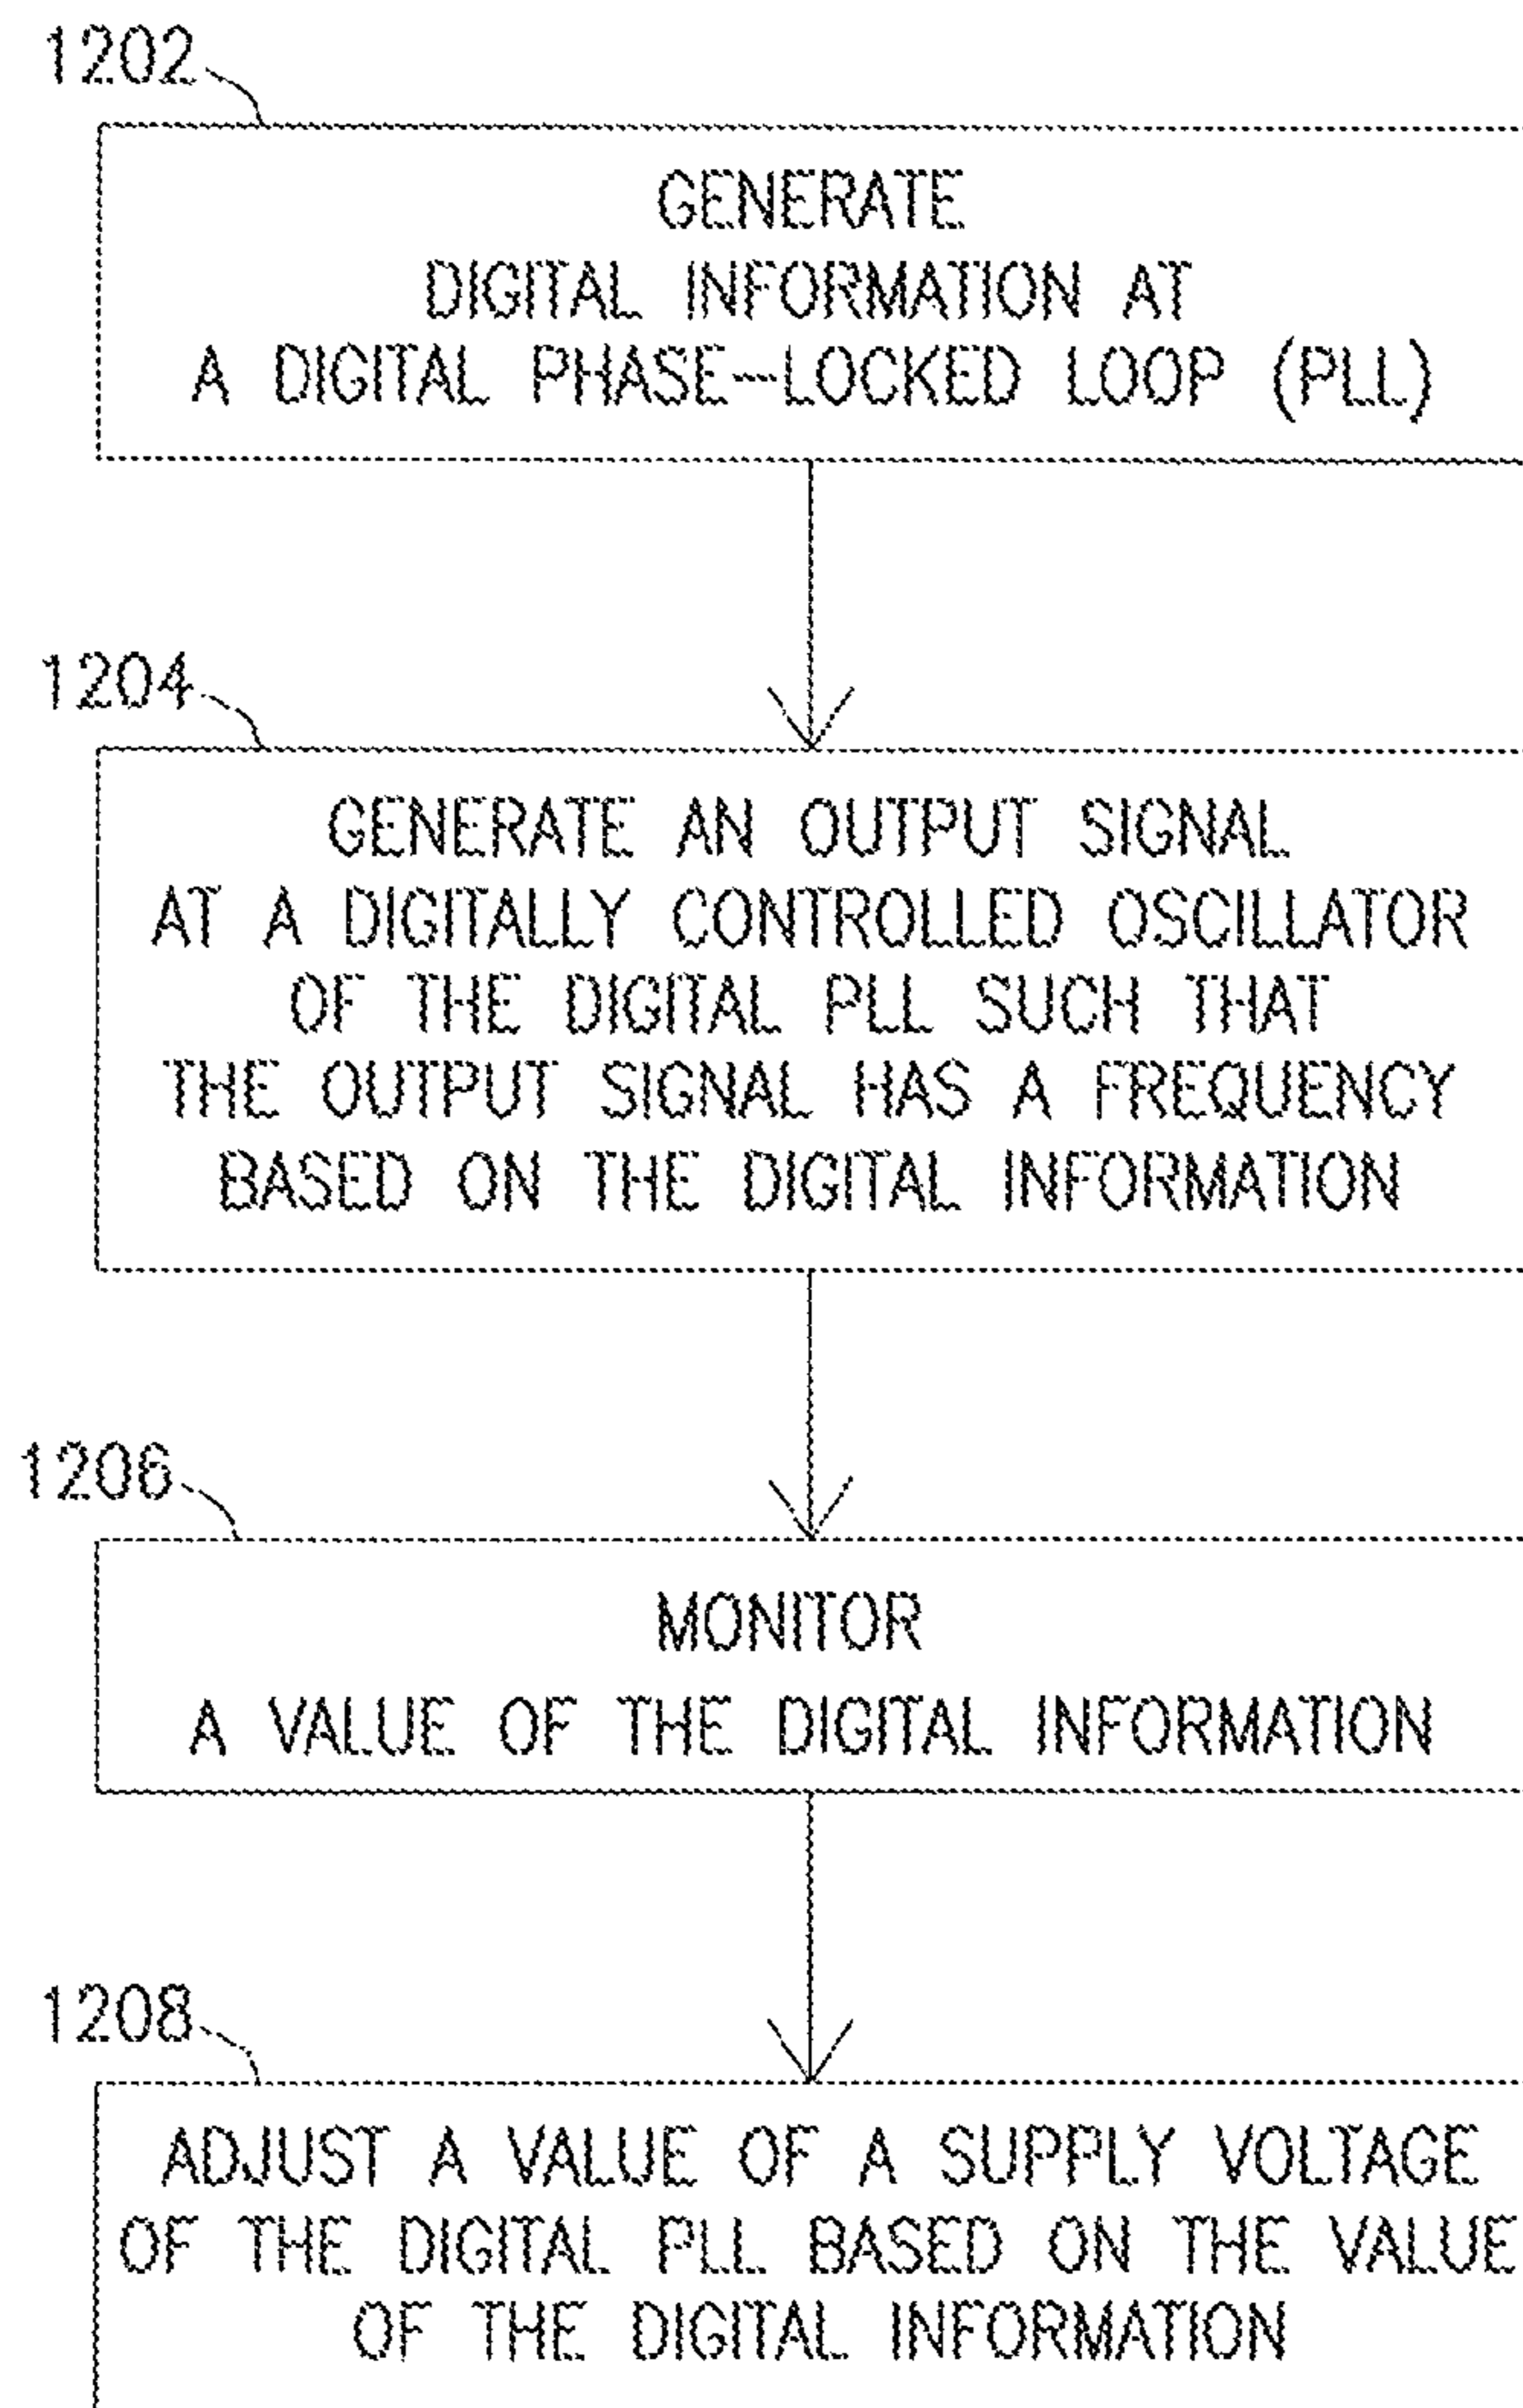 1202
GENERATE
DIGITAL INFORMATION AT
A DIGITAL PHASE-LOCKED LOOP (PLL)
1204
GENERATE AN OUTPUT SIGNAL
AT A DIGITALLY CONTROLLED OSCILLATOR
OF THE DIGITAL PLL SUCH THAT
THE OUTPUT SIGNAL HAS A FREQUENCY
BASED ON THE DIGITAL INFORMATION
1206
MONITOR
A VALUE OF THE DIGITAL INFORMATION
1208
ADJUST A VALUE OF A SUPPLY VOLTAGE
OF THE DIGITAL PLL BASED ON THE VALUE
OF THE DIGITAL INFORMATION